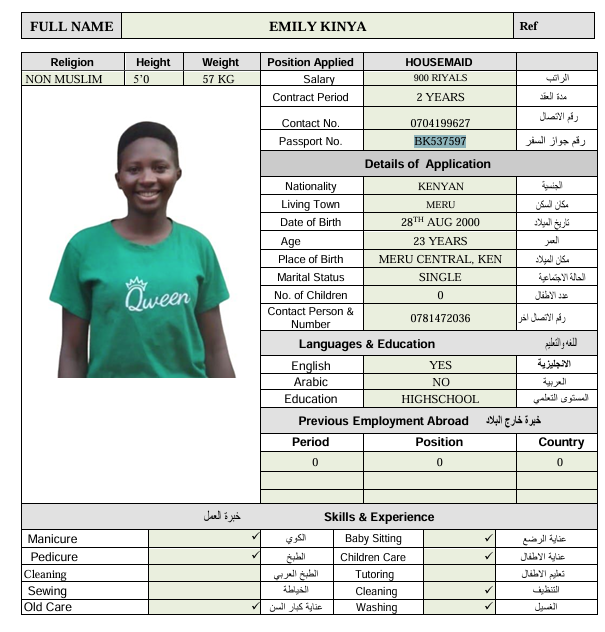 FULL NAME EMILY KINYA Ref
Religion Height Weight Position Applied HOUSEMAID
NON MUSLIM 5’0 57 KG Salary 900 RIYALS الراتب
Contract Period 2 YEARS مدة العقد
Contact No. 0704199627 رقم الاتصال
Passport No. BK537597 رقم جواز السفر
Details of Application
Nationality KENYAN الجنسية
Living Town MERU مكان السكن
Date of Birth 28TH AUG 2000 تاريخ الميلاد
Age 23 YEARS العمر
Place of Birth MERU CENTRAL, KEN مكان الميلاد
Marital Status SINGLE الحالة الاجتماعية
No. of Children 0 عدد الاطفال
Contact Person &
Number 0781472036 رقم الاتصال اخر
Qween
Languages & Education اللغه والتعليم
English YES الانجليزية
Arabic NO العربية
Education HIGHSCHOOL المستوى التعلمي
Previous Employment Abroad خبرة خارج البلاد
Period Position Country
0 0 0
خبرة العمل Skills & Experience
Manicure ✓ الكوي Baby Sitting ✓ عناية الرضع
Pedicure ✓ الطبخ Children Care ✓ عناية الاطفال
Cleaning الطبخ العربي Tutoring تعليم الاطفال
Sewing الخياطة Cleaning ✓ التنظيف
Old Care ✓ عناية كبار السن Washing ✓ الغسيل